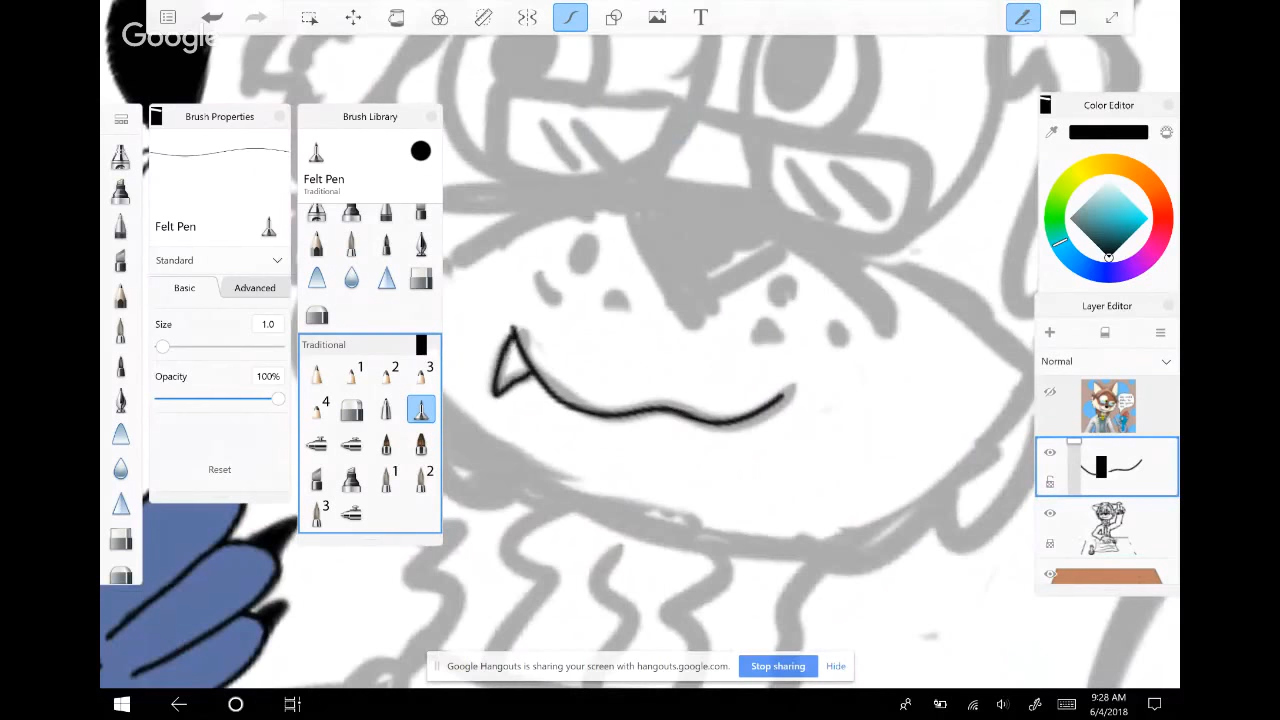 Google
Brush Properties
Brush Library
Color Editor
Felt Pen
Traditional
Felt Pen
Standard
Basic
Advanced
Size
1.0
Opacity
100%
Reset
Traditional
1
2
3
4
1
2
3
Layer Editor
Normal
Google Hangouts is sharing your screen with hangouts.google.com.
Stop sharing
Hide
9:28 AM
6/4/2018